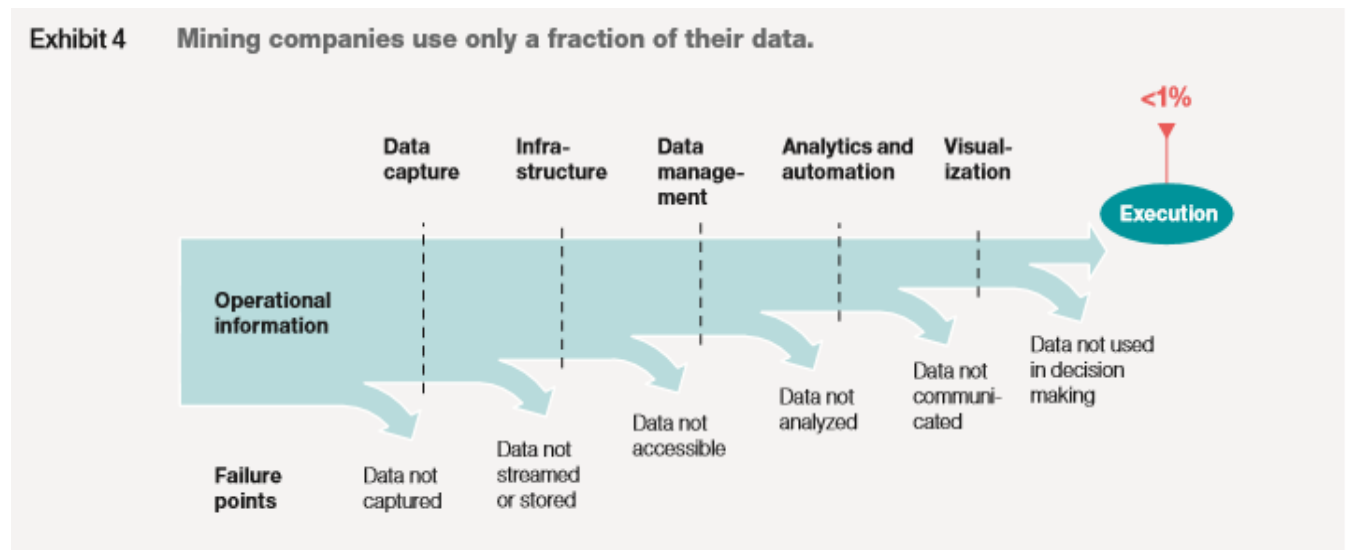 Exhibit 4 Mining companies use only a fraction of their data.
<1%
Data
capture
Infra-
structure
Data
manage-
ment
Analytics and
automation
Visual-
ization
Execution
Operational
information
Failure
points
Data not
captured
Data not
streamed
or stored
Data not
accessible
Data not
analyzed
Data not
communi-
cated
Data not used
in decision
making